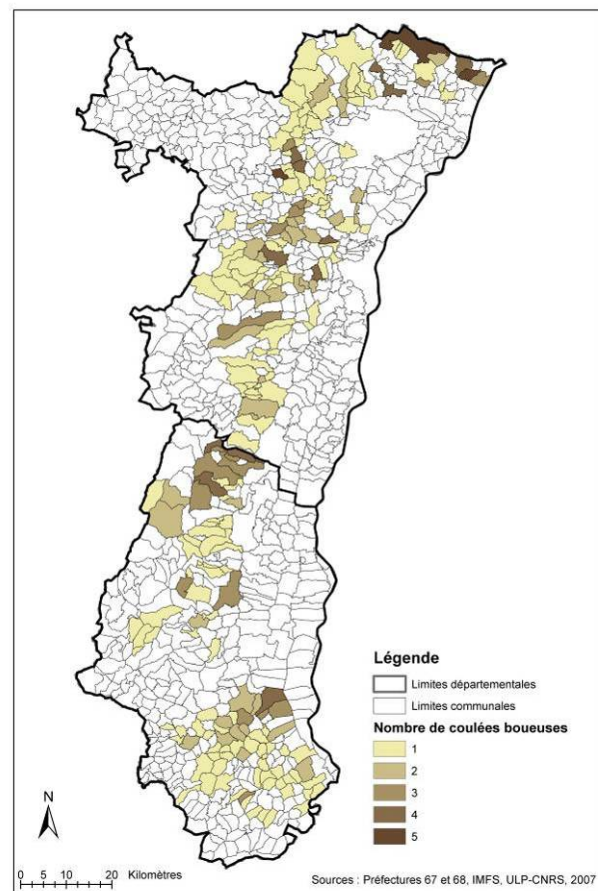 Légende
Limites départementales
Limites communales
Nombre de coulées boueuses
1
2
3
4
5
N
0 5 10 20 Kilomètres
Sources : Préfectures 67 et 68, IMFS, ULP-CNRS, 2007